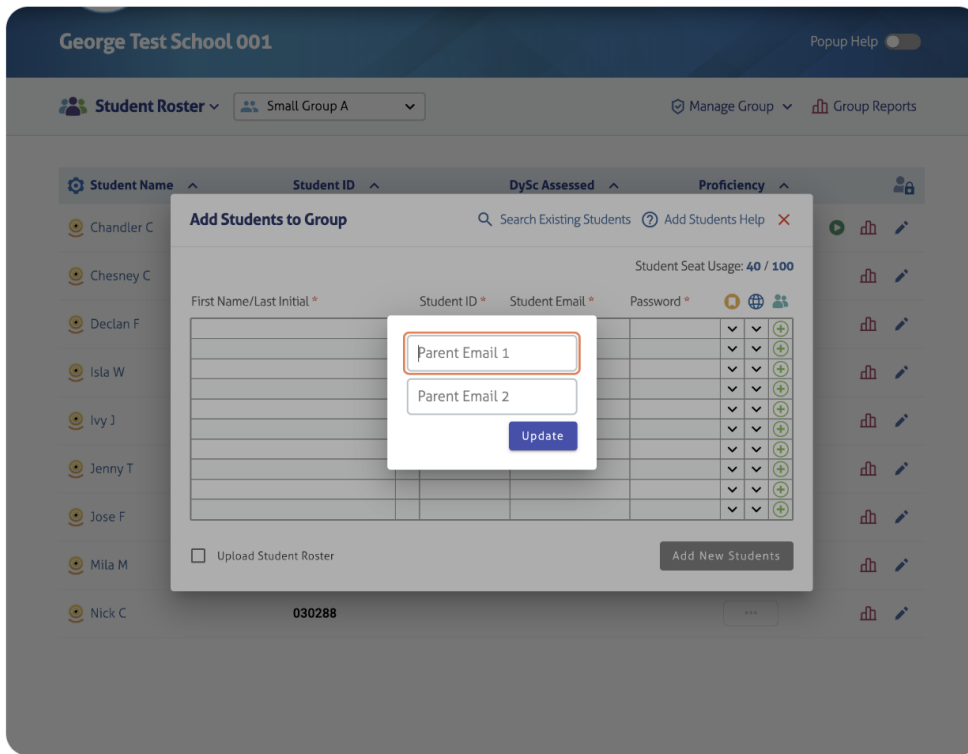 George Test School 001
Popup Help
Student Roster
Small Group A
Manage Group
Group Reports
Student Name
Student ID
DySc Assessed
Proficiency
Chandler C
Chesney C
Declan F
Isla W
Ivy J
Jenny T
Jose F
Mila M
Nick C
030288
Add Students to Group
Search Existing Students
Add Students Help
Student Seat Usage: 40 / 100
First Name/Last Initial *
Student ID *
Student Email *
Password *
Parent Email 1
Parent Email 2
Update
Upload Student Roster
Add New Students